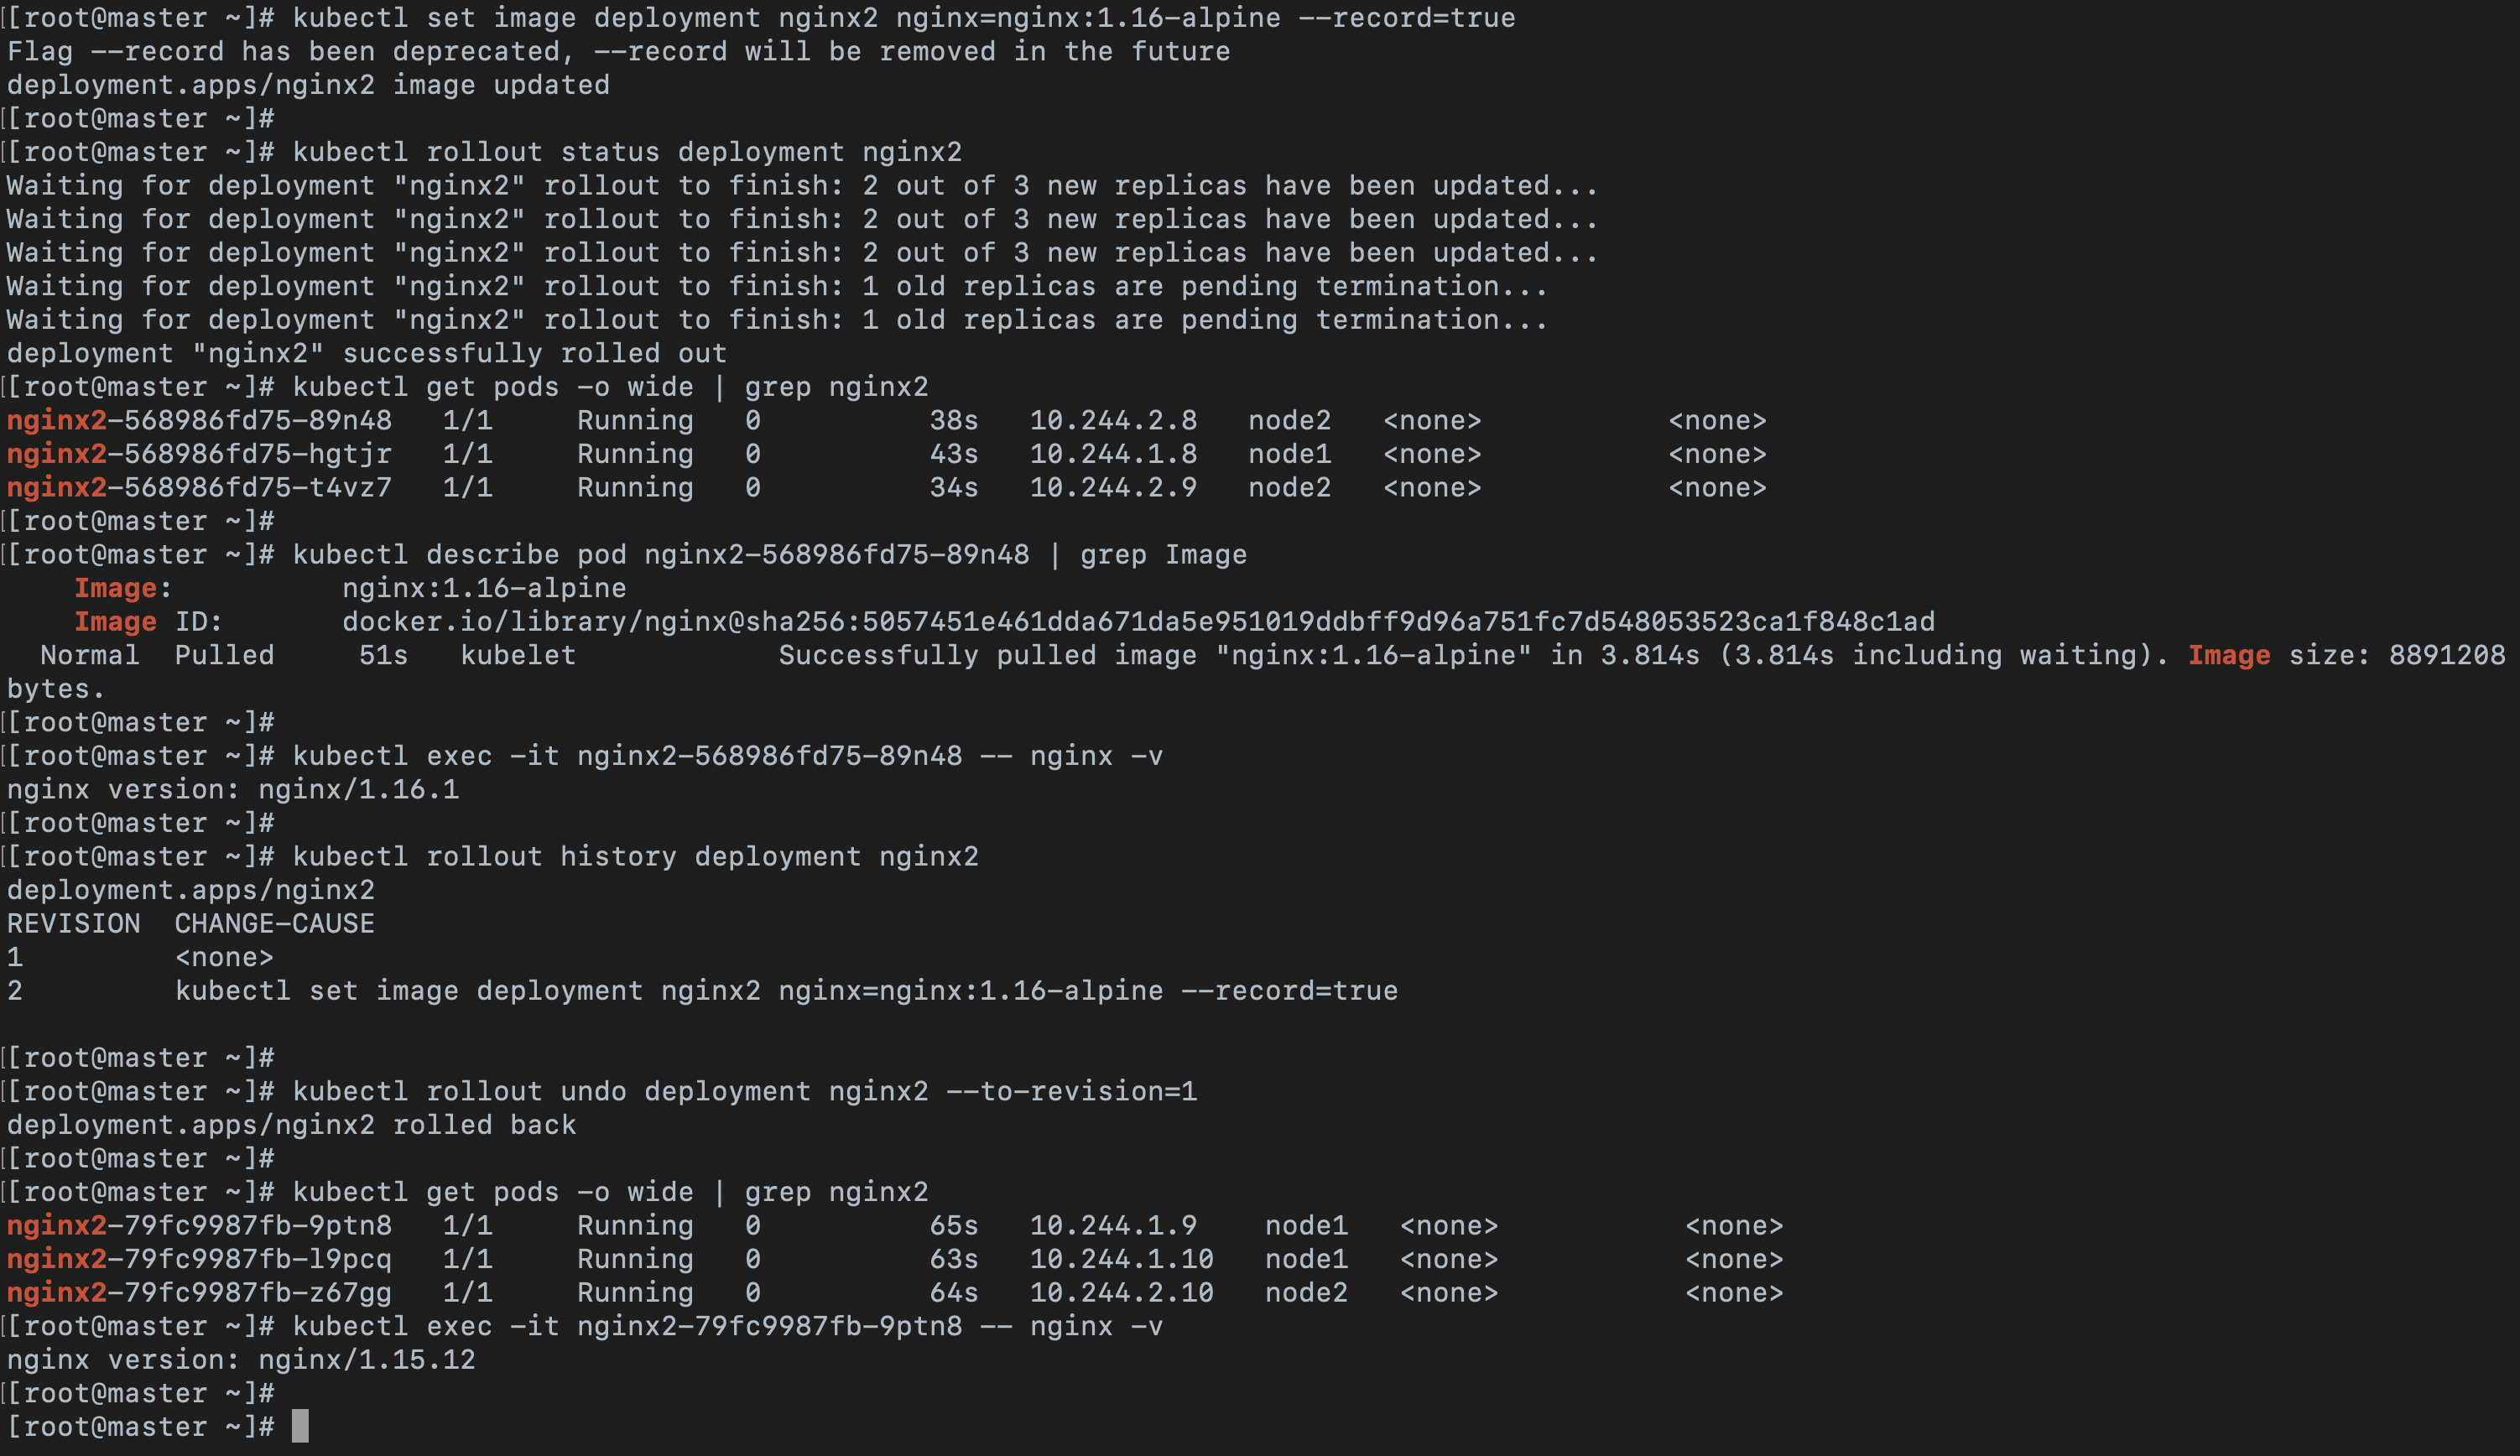 [[root@master ~]# kubectl set image deployment nginx2 nginx=nginx:1.16-alpine --record=true
Flag --record has been deprecated, --record will be removed in the future
deployment.apps/nginx2 image updated
[[root@master ~]#
[[root@master ~]# kubectl rollout status deployment nginx2
Waiting for deployment "nginx2" rollout to finish: 2 out of 3 new replicas have been updated...
Waiting for deployment "nginx2" rollout to finish: 2 out of 3 new replicas have been updated...
Waiting for deployment "nginx2" rollout to finish: 2 out of 3 new replicas have been updated...
Waiting for deployment "nginx2" rollout to finish: 1 old replicas are pending termination...
Waiting for deployment "nginx2" rollout to finish: 1 old replicas are pending termination...
deployment "nginx2" successfully rolled out
[[root@master ~]# kubectl get pods -o wide | grep nginx2
nginx2-568986fd75-89n48   1/1     Running   0          38s   10.244.2.8   node2   <none>           <none>
nginx2-568986fd75-hgtjr   1/1     Running   0          43s   10.244.1.8   node1   <none>           <none>
nginx2-568986fd75-t4vz7   1/1     Running   0          34s   10.244.2.9   node2   <none>           <none>
[[root@master ~]#
[[root@master ~]# kubectl describe pod nginx2-568986fd75-89n48 | grep Image
    Image:          nginx:1.16-alpine
    Image ID:       docker.io/library/nginx@sha256:5057451e461dda671da5e951019ddbff9d96a751fc7d548053523ca1f848c1ad
  Normal  Pulled     51s   kubelet            Successfully pulled image "nginx:1.16-alpine" in 3.814s (3.814s including waiting). Image size: 8891208
bytes.
[[root@master ~]#
[[root@master ~]# kubectl exec -it nginx2-568986fd75-89n48 -- nginx -v
nginx version: nginx/1.16.1
[[root@master ~]#
[[root@master ~]# kubectl rollout history deployment nginx2
deployment.apps/nginx2
REVISION  CHANGE-CAUSE
1         <none>
2         kubectl set image deployment nginx2 nginx=nginx:1.16-alpine --record=true
[[root@master ~]#
[[root@master ~]# kubectl rollout undo deployment nginx2 --to-revision=1
deployment.apps/nginx2 rolled back
[[root@master ~]#
[[root@master ~]# kubectl get pods -o wide | grep nginx2
nginx2-79fc9987fb-9ptn8   1/1     Running   0          65s   10.244.1.9    node1   <none>           <none>
nginx2-79fc9987fb-l9pcq   1/1     Running   0          63s   10.244.1.10   node1   <none>           <none>
nginx2-79fc9987fb-z67gg   1/1     Running   0          64s   10.244.2.10   node2   <none>           <none>
[[root@master ~]# kubectl exec -it nginx2-79fc9987fb-9ptn8 -- nginx -v
nginx version: nginx/1.15.12
[[root@master ~]#
[root@master ~]#